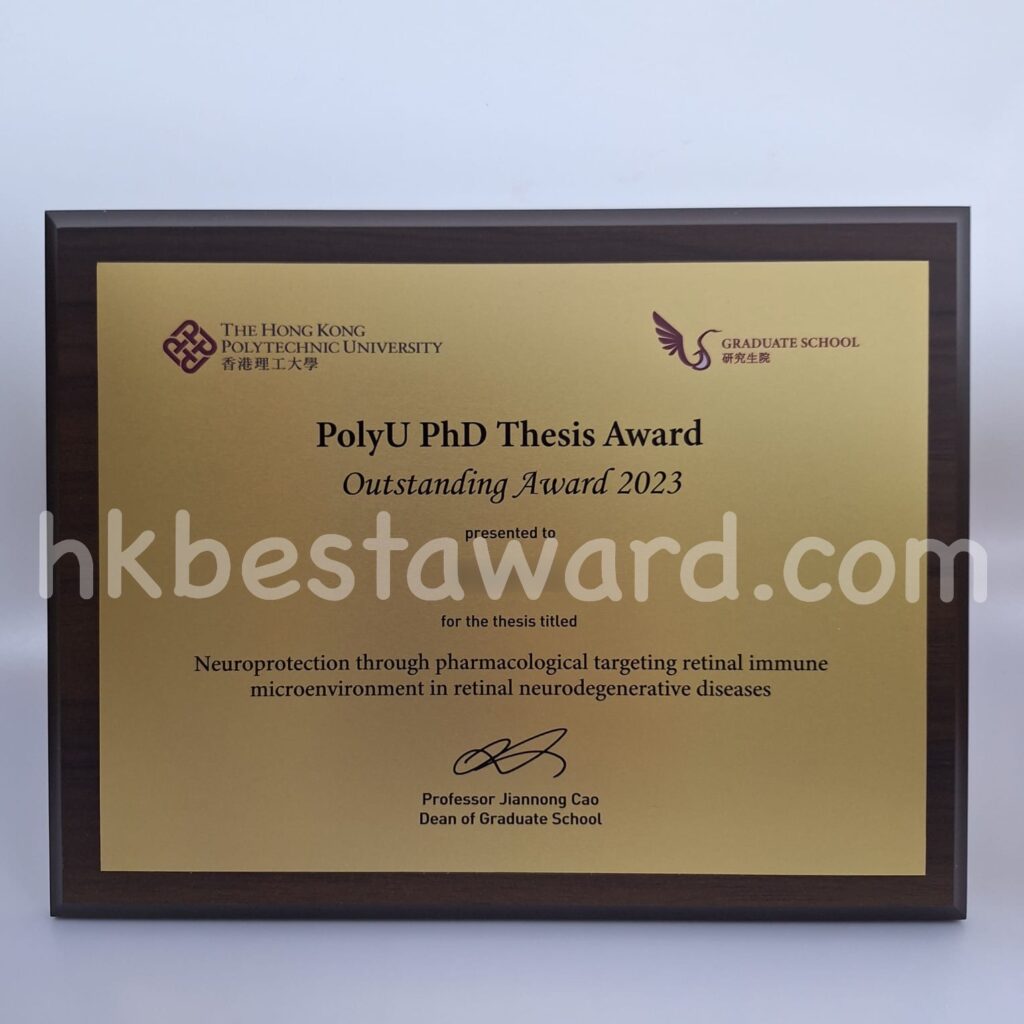 THE HONG KONG
POLYTECHNIC UNIVERSITY
香港理工大學
GRADUATE SCHOOL
研究生院
PolyU PhD Thesis Award
Outstanding Award 2023
presented to
hkbestaward.com
for the thesis titled
Neuroprotection through pharmacological targeting retinal immune
microenvironment in retinal neurodegenerative diseases
Professor Jiannong Cao
Dean of Graduate School